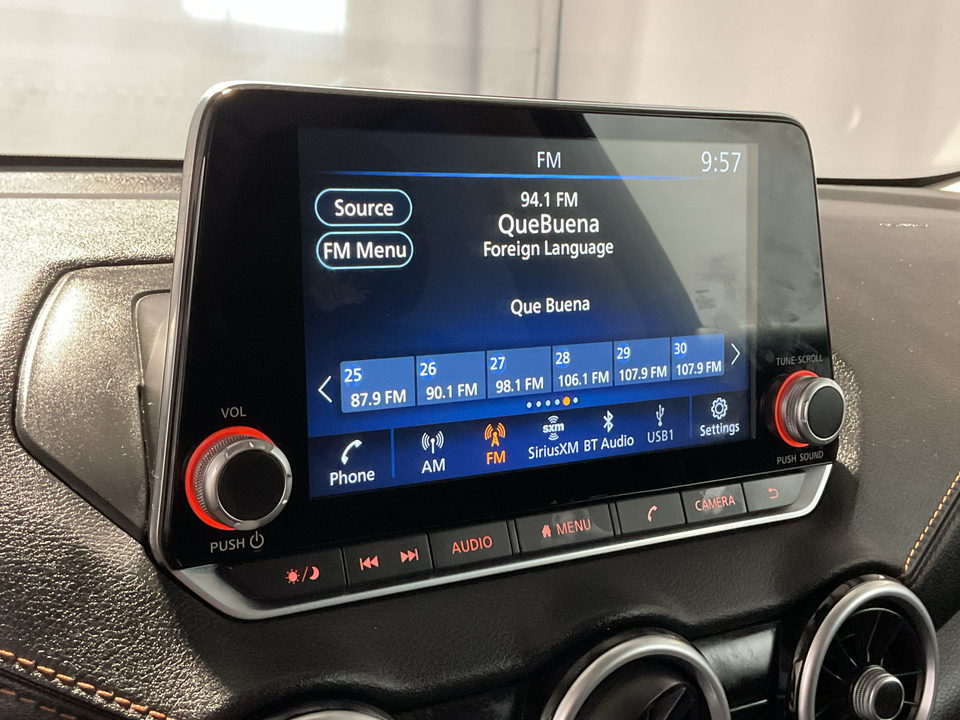 FM
9:57
Source
FM Menu
94.1 FM
QueBuena
Foreign Language
Que Buena
25
87.9 FM
26
90.1 FM
27
98.1 FM
28
106.1 FM
29
107.9 FM
30
107.9 FM
Phone
AM
FM
sxm
SiriusXM
BT Audio
USB1
Settings
VOL
PUSH
TUNE·SCROLL
PUSH SOUND
AUDIO
MENU
CAMERA